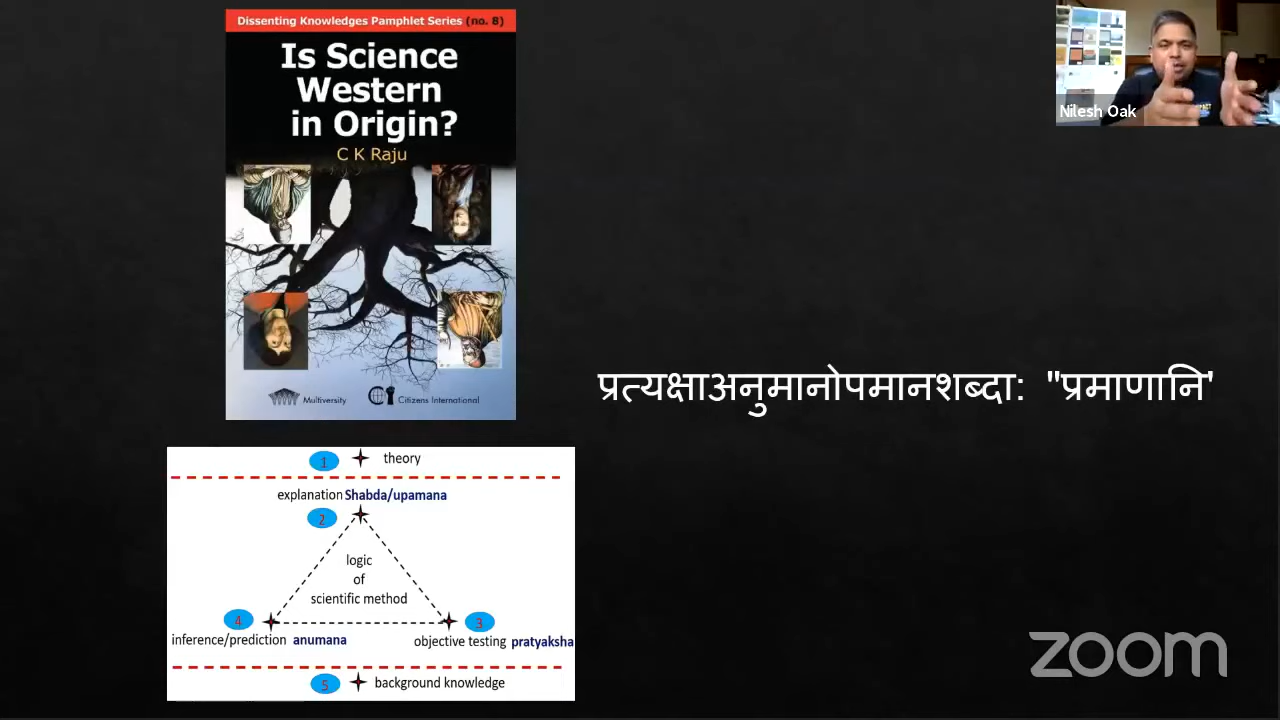 Dissenting Knowledges Pamphlet Series (no. 8)
Is Science
Western
in Origin?
C K Raju
Multiversity
Citizens International
Nilesh Oak
प्रत्यक्षाअनुमानोपमानशब्दा: "प्रमाणानि'
1 theory
explanation Shabda/upamana
2
logic
of
scientific method
4
3
inference/prediction anumana
objective testing pratyaksha
5 background knowledge
zoom